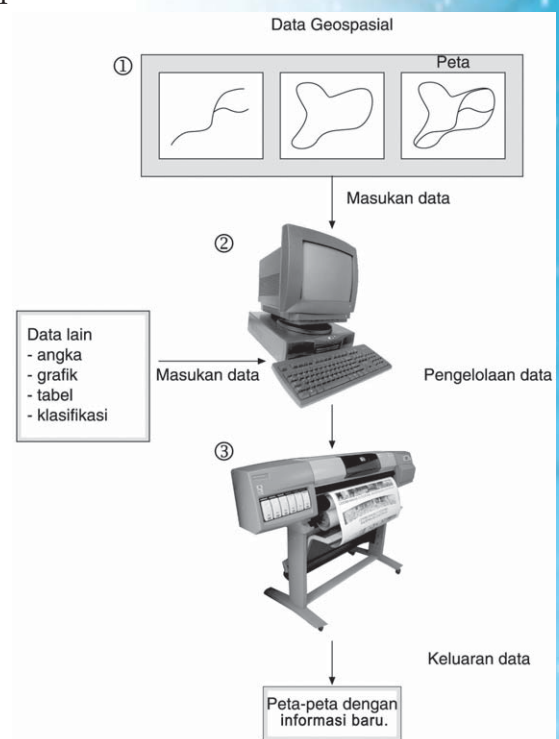 Data Geospasial
①
Peta
Masukan data
②
Data lain
- angka
- grafik
- tabel
- klasifikasi
Masukan data
Pengelolaan data
③
Keluaran data
Peta-peta dengan
informasi baru.